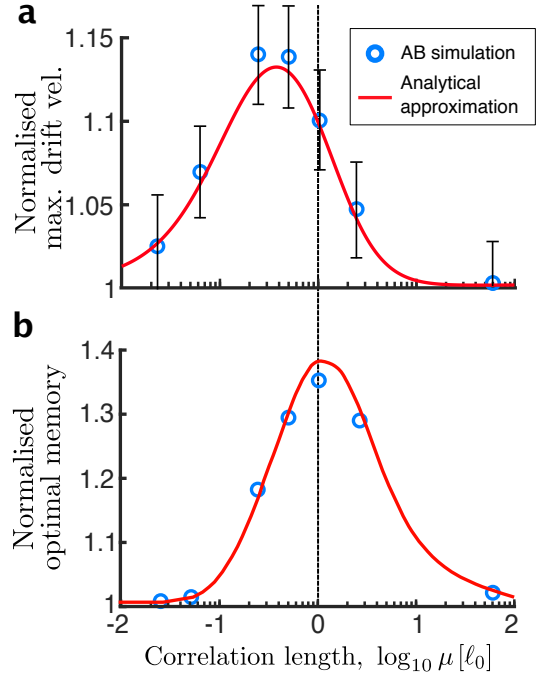 a
1.15
1.10
1.05
1
Normalised
max. drift vel.
AB simulation
Analytical
approximation
b
1.4
1.3
1.2
1.1
1
Normalised
optimal memory
-2 -1 0 1 2
Correlation length, log₁₀ μ [ℓ₀]